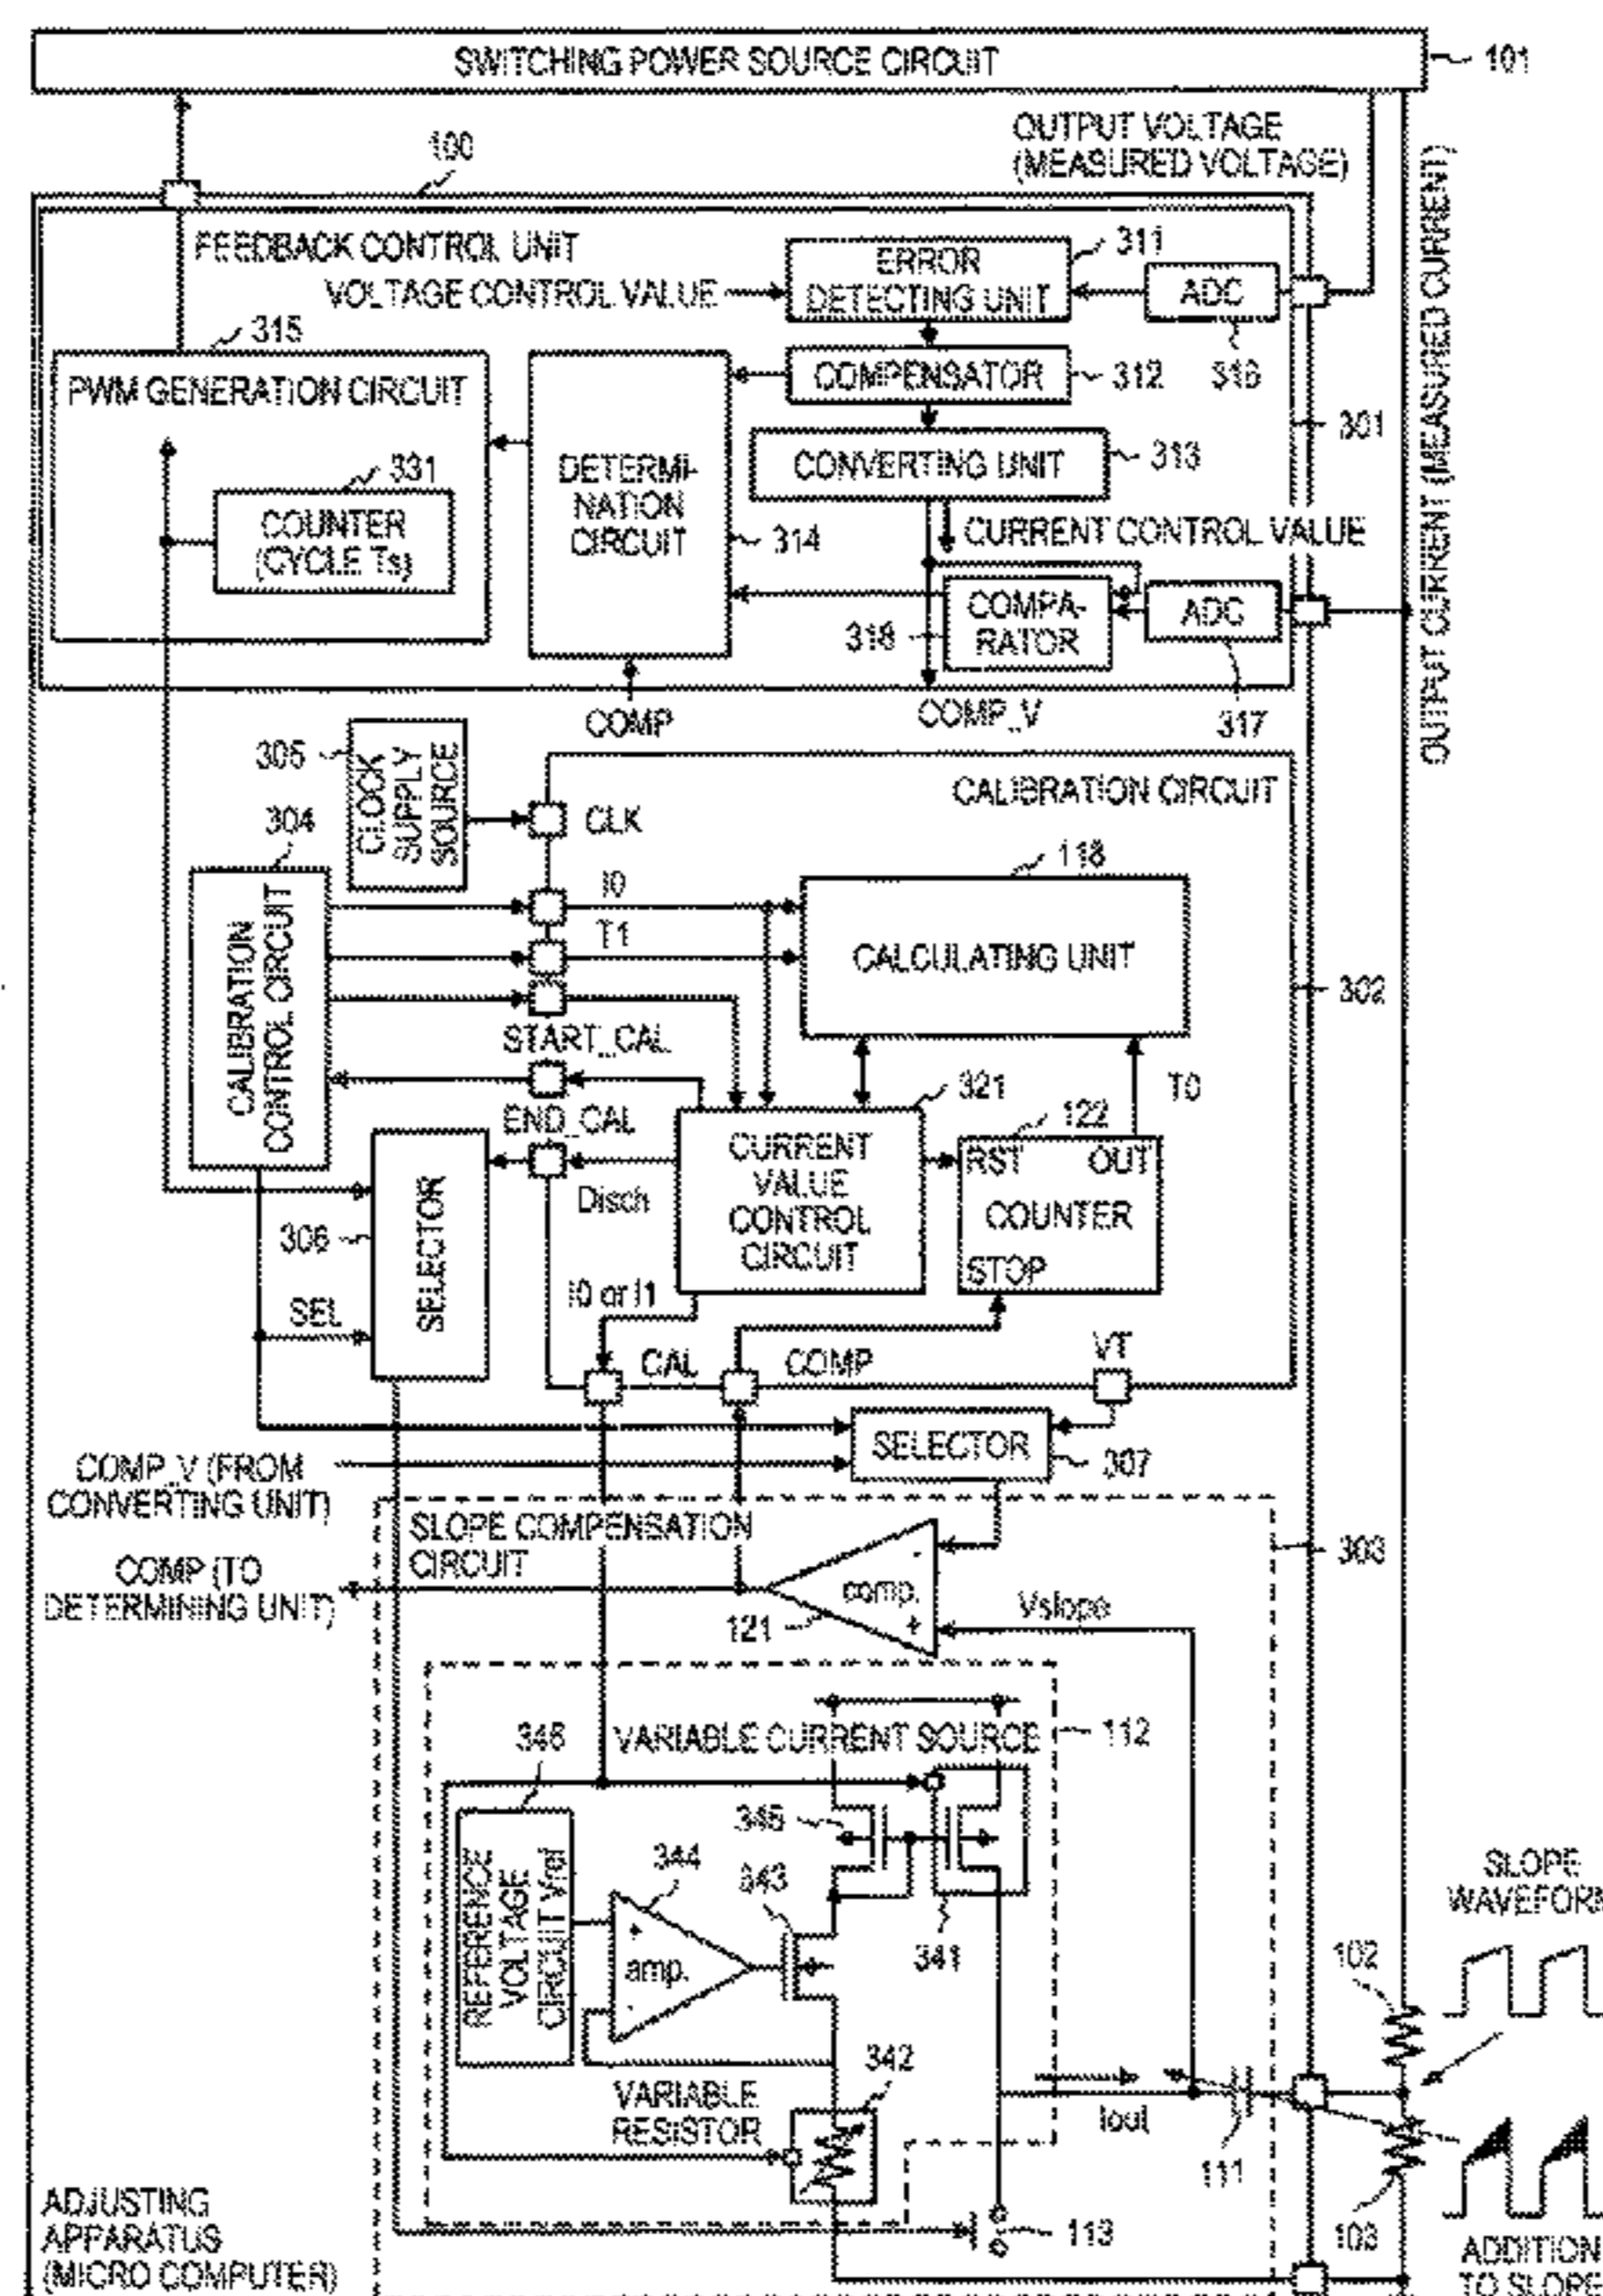 SWITCHING POWER SOURCE CIRCUIT
101
OUTPUT VOLTAGE
(MEASURED VOLTAGE)
100
OUTPUT CURRENT (MEASURED CURRENT)
FEEDBACK CONTROL UNIT
VOLTAGE CONTROL VALUE
ERROR
DETECTING UNIT
311
ADC
316
315
PWM GENERATION CIRCUIT
COMPENSATOR
312
301
331
COUNTER
(CYCLE Ts)
DETERMI-
NATION
CIRCUIT
314
CONVERTING UNIT
313
CURRENT CONTROL VALUE
COMPA-
RATOR
318
ADC
317
COMP
COMP_V
305
CLOCK
SUPPLY
SOURCE
CLK
CALIBRATION CIRCUIT
304
CALIBRATION
CONTROL CIRCUIT
I0
T1
118
CALCULATING UNIT
302
START_CAL
END_CAL
321
T0
122
CURRENT
VALUE
CONTROL
CIRCUIT
RST
OUT
COUNTER
STOP
Disch
306
SELECTOR
SEL
I0 or I1
CAL
COMP
VT
SELECTOR
307
COMP_V (FROM
CONVERTING UNIT)
SLOPE COMPENSATION
CIRCUIT
303
COMP (TO
DETERMINING UNIT)
-
comp.
+
121
Vslope
VARIABLE CURRENT SOURCE
112
346
REFERENCE
VOLTAGE
CIRCUIT Vref
345
344
343
+
amp.
-
341
SLOPE
102
342
VARIABLE
RESISTOR
Iout
111
113
103
ADJUSTING
APPARATUS
(MICRO COMPUTER)
ADDITION
TO SLOPE